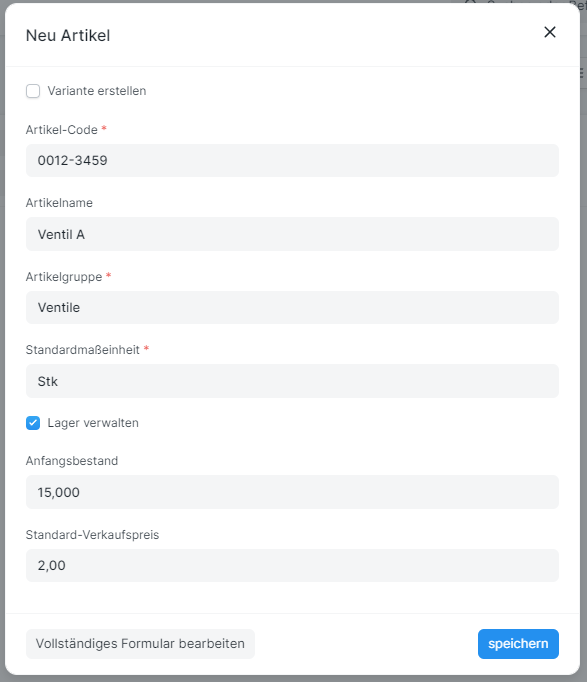 Neu Artikel
Variante erstellen
Artikel-Code *
0012-3459
Artikelname
Ventil A
Artikelgruppe *
Ventile
Standardmaßeinheit *
Stk
Lager verwalten
Anfangsbestand
15,000
Standard-Verkaufspreis
2,00
Vollständiges Formular bearbeiten
speichern